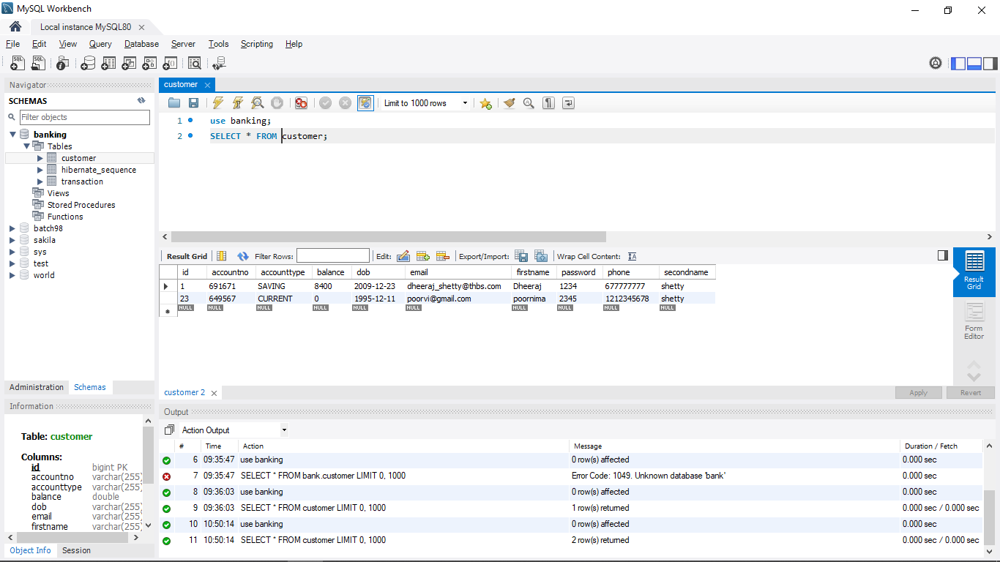 MySQL Workbench
Local instance MySQL80
File Edit View Query Database Server Tools Scripting Help
Navigator
SCHEMAS
Filter objects
banking
Tables
customer
hibernate_sequence
transaction
Views
Stored Procedures
Functions
batch98
sakila
sys
test
world
Administration Schemas
Information
Table: customer
Columns:
id bigint PK
accountno varchar(255)
accounttype varchar(255)
balance double
dob varchar(255)
email varchar(255)
firstname varchar(255)
Object Info Session
customer
Limit to 1000 rows
1 use banking;
2 SELECT * FROM customer;
Result Grid Filter Rows: Edit: Export/Import: Wrap Cell Content:
id accountno accounttype balance dob email firstname password phone secondname
1 691671 SAVING 8400 2009-12-23 dheeraj_shetty@thbs.com Dheeraj 1234 677777777 shetty
23 649567 CURRENT 0 1995-12-11 poorvi@gmail.com poornima 2345 1212345678 shetty
NULL NULL NULL NULL NULL NULL NULL NULL NULL NULL
Result
Grid
Form
Editor
customer 2
Apply Revert
Output
Action Output
# Time Action Message Duration / Fetch
6 09:35:47 use banking 0 row(s) affected 0.000 sec
7 09:35:47 SELECT * FROM bank.customer LIMIT 0, 1000 Error Code: 1049. Unknown database 'bank' 0.000 sec
8 09:36:03 use banking 0 row(s) affected 0.000 sec
9 09:36:03 SELECT * FROM customer LIMIT 0, 1000 1 row(s) returned 0.000 sec / 0.000 sec
10 10:50:14 use banking 0 row(s) affected 0.000 sec
11 10:50:14 SELECT * FROM customer LIMIT 0, 1000 2 row(s) returned 0.000 sec / 0.000 sec